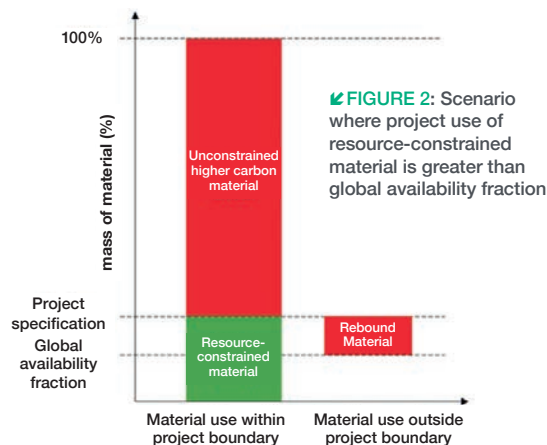 100%
mass of material (%)
Unconstrained
higher carbon
material
↙ FIGURE 2: Scenario
where project use of
resource-constrained
material is greater than
global availability fraction
Project
specification
Global
availability
fraction
Resource-
constrained
material
Rebound
Material
Material use within
project boundary
Material use outside
project boundary